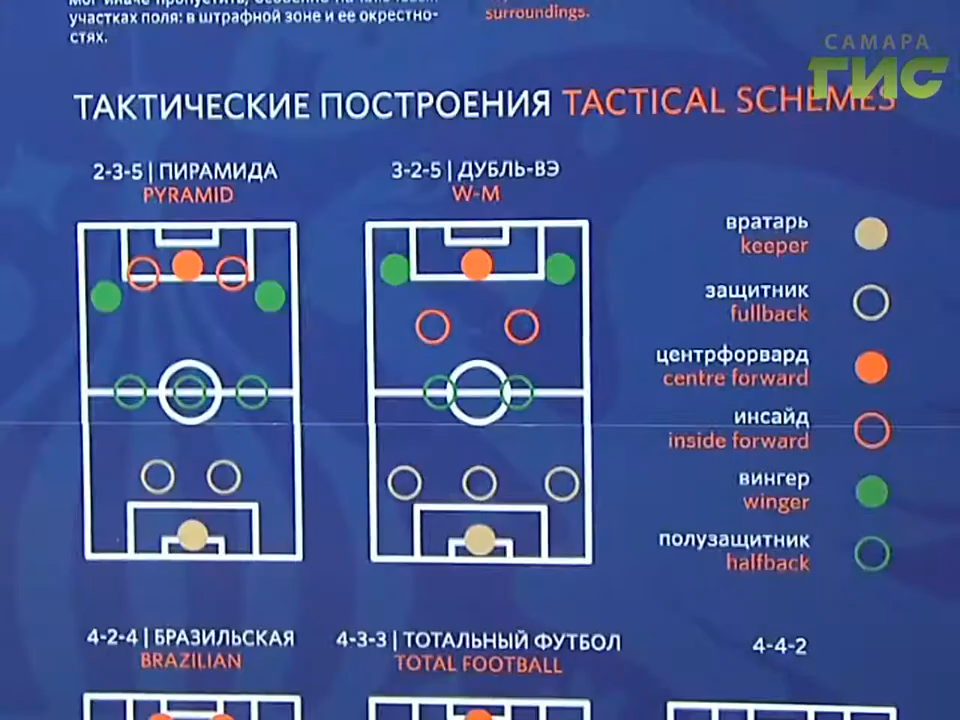 участках поля: в штрафной зоне и ее окрестно-
стях.
surroundings.
САМАРА
ГИС
ТАКТИЧЕСКИЕ ПОСТРОЕНИЯ TACTICAL SCHEMES
2-3-5 | ПИРАМИДА
PYRAMID
3-2-5 | ДУБЛЬ-ВЭ
W-M
вратарь
keeper
защитник
fullback
центрфорвард
centre forward
инсайд
inside forward
вингер
winger
полузащитник
halfback
4-2-4 | БРАЗИЛЬСКАЯ
BRAZILIAN
4-3-3 | ТОТАЛЬНЫЙ ФУТБОЛ
TOTAL FOOTBALL
4-4-2